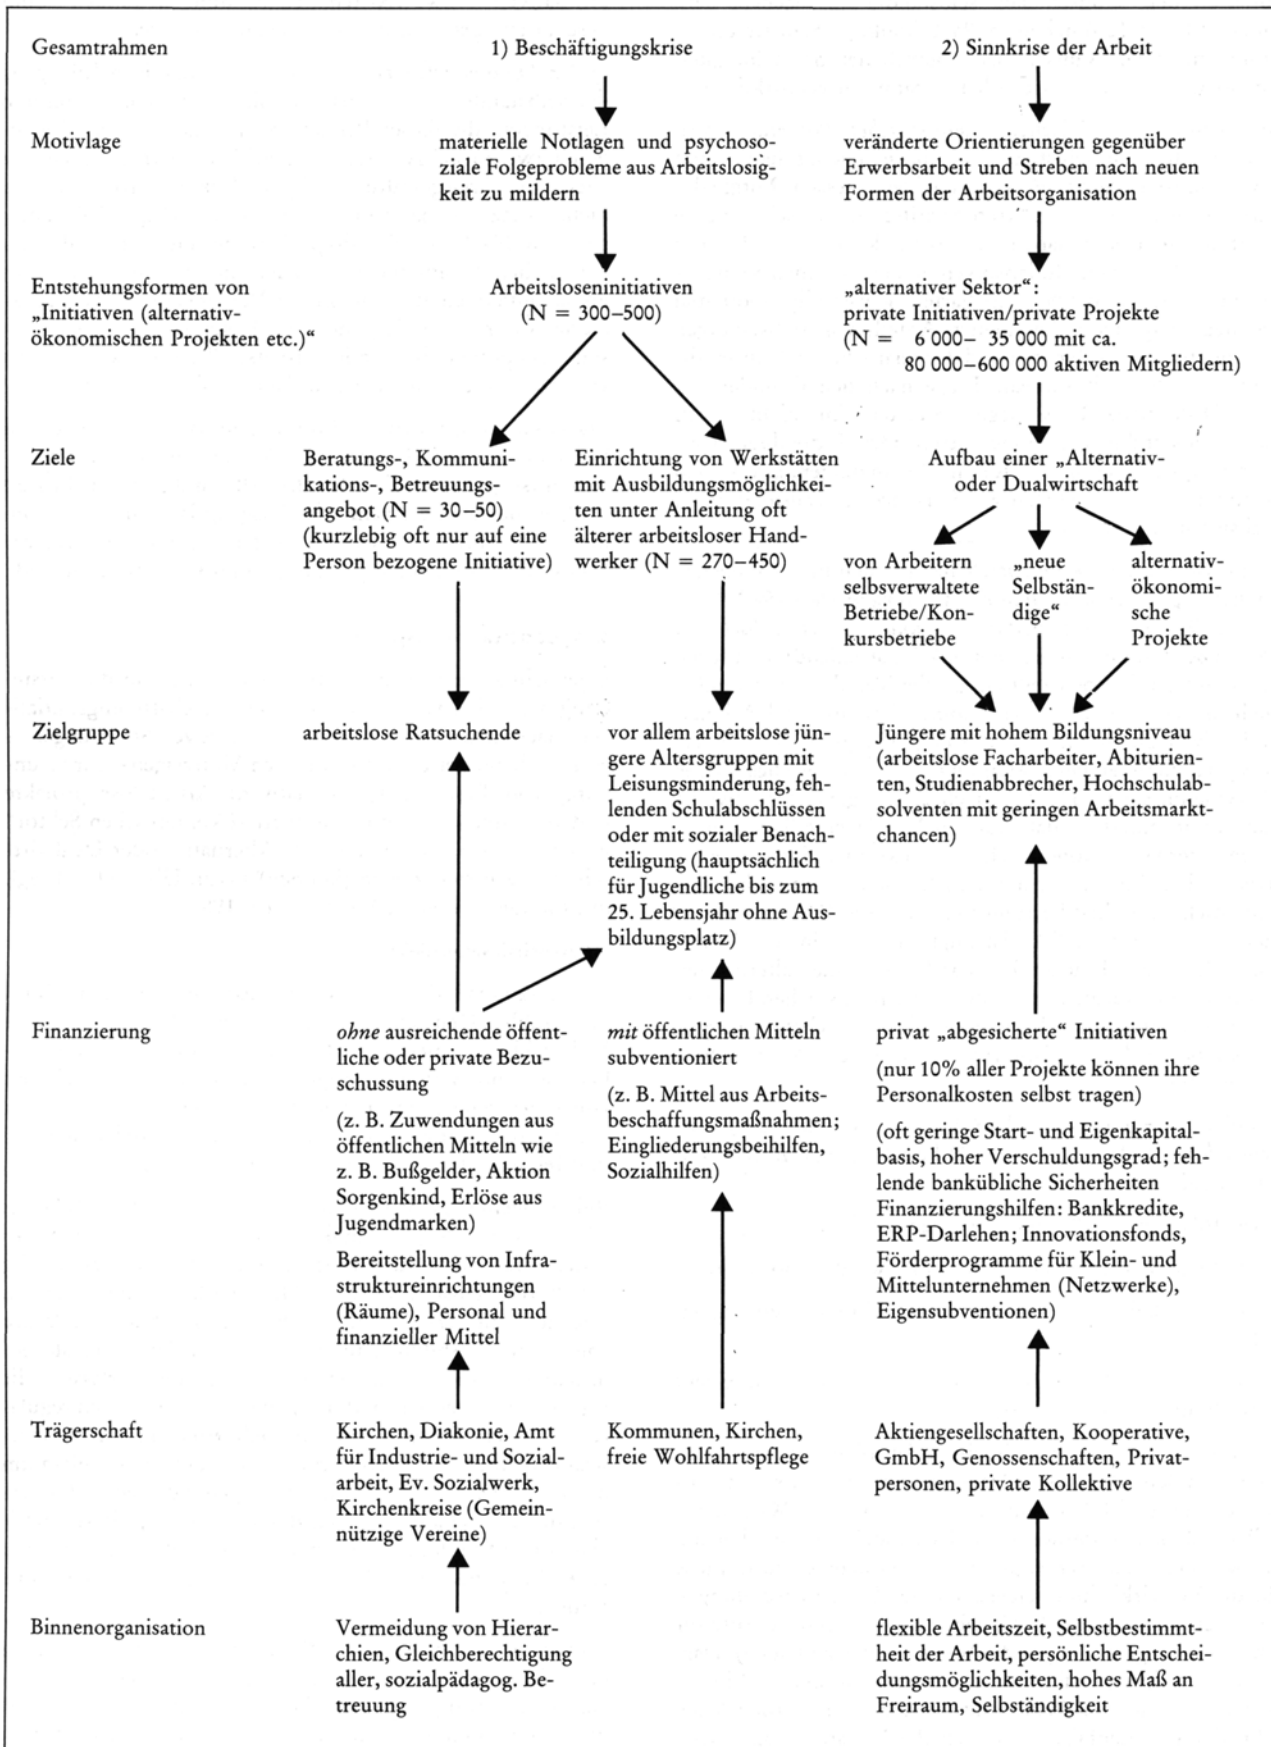 Gesamtrahmen
1) Beschäftigungskrise
2) Sinnkrise der Arbeit
Motivlage
materielle Notlagen und psychoso-
ziale Folgeprobleme aus Arbeitslosig-
keit zu mildern
veränderte Orientierungen gegenüber
Erwerbsarbeit und Streben nach neuen
Formen der Arbeitsorganisation
Entstehungsformen von
„Initiativen (alternativ-
ökonomischen Projekten etc.)“
Arbeitsloseninitiativen
(N = 300–500)
„alternativer Sektor“:
private Initiativen/private Projekte
(N = 6 000– 35 000 mit ca.
80 000–600 000 aktiven Mitgliedern)
Ziele
Beratungs-, Kommuni-
kations-, Betreuungs-
angebot (N = 30–50)
(kurzlebig oft nur auf eine
Person bezogene Initiative)
Einrichtung von Werkstätten
mit Ausbildungsmöglichkei-
ten unter Anleitung oft
älterer arbeitsloser Hand-
werker (N = 270–450)
Aufbau einer „Alternativ-
oder Dualwirtschaft
von Arbeitern
selbsverwaltete
Betriebe/Kon-
kursbetriebe
„neue
Selbstän-
dige“
alternativ-
ökonomi-
sche
Projekte
Zielgruppe
arbeitslose Ratsuchende
vor allem arbeitslose jün-
gere Altersgruppen mit
Leisungsminderung, feh-
lenden Schulabschlüssen
oder mit sozialer Benach-
teiligung (hauptsächlich
für Jugendliche bis zum
25. Lebensjahr ohne Aus-
bildungsplatz)
Jüngere mit hohem Bildungsniveau
(arbeitslose Facharbeiter, Abiturien-
ten, Studienabbrecher, Hochschulab-
solventen mit geringen Arbeitsmarkt-
chancen)
Finanzierung
ohne ausreichende öffent-
liche oder private Bezu-
schussung
(z. B. Zuwendungen aus
öffentlichen Mitteln wie
z. B. Bußgelder, Aktion
Sorgenkind, Erlöse aus
Jugendmarken)
Bereitstellung von Infra-
struktureinrichtungen
(Räume), Personal und
finanzieller Mittel
mit öffentlichen Mitteln
subventioniert
(z. B. Mittel aus Arbeits-
beschaffungsmaßnahmen;
Eingliederungsbeihilfen,
Sozialhilfen)
privat „abgesicherte“ Initiativen
(nur 10% aller Projekte können ihre
Personalkosten selbst tragen)
(oft geringe Start- und Eigenkapital-
basis, hoher Verschuldungsgrad; feh-
lende bankübliche Sicherheiten
Finanzierungshilfen: Bankkredite,
ERP-Darlehen; Innovationsfonds,
Förderprogramme für Klein- und
Mittelunternehmen (Netzwerke),
Eigensubventionen)
Trägerschaft
Kirchen, Diakonie, Amt
für Industrie- und Sozial-
arbeit, Ev. Sozialwerk,
Kirchenkreise (Gemein-
nützige Vereine)
Kommunen, Kirchen,
freie Wohlfahrtspflege
Aktiengesellschaften, Kooperative,
GmbH, Genossenschaften, Privat-
personen, private Kollektive
Binnenorganisation
Vermeidung von Hierar-
chien, Gleichberechtigung
aller, sozialpädagog. Be-
treuung
flexible Arbeitszeit, Selbstbestimmt-
heit der Arbeit, persönliche Entschei-
dungsmöglichkeiten, hohes Maß an
Freiraum, Selbständigkeit